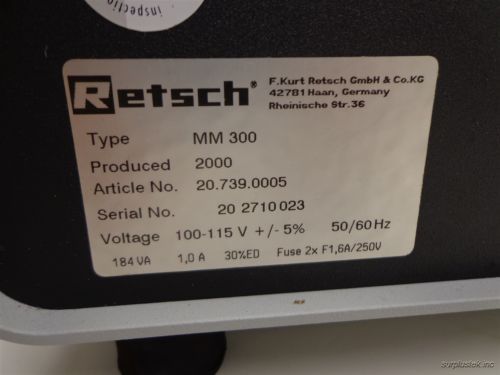 inspectio
Retsch®
F.Kurt Retsch GmbH & Co.KG
42781 Haan, Germany
Rheinische Str.36
Type MM 300
Produced 2000
Article No. 20.739.0005
Serial No. 20 2710 023
Voltage 100-115 V +/- 5% 50/60 Hz
184 VA 1,0 A 30%ED Fuse 2x F1,6A/250V
surplustek inc